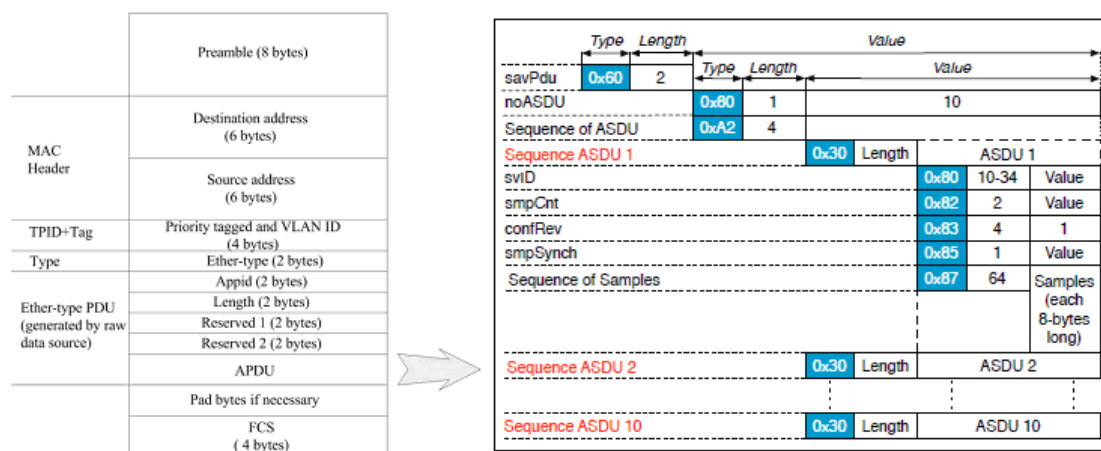 Preamble (8 bytes)
MAC
Header
Destination address
(6 bytes)
Source address
(6 bytes)
TPID+Tag
Priority tagged and VLAN ID
(4 bytes)
Type
Ether-type (2 bytes)
Ether-type PDU
(generated by raw
data source)
Appid (2 bytes)
Length (2 bytes)
Reserved 1 (2 bytes)
Reserved 2 (2 bytes)
APDU
Pad bytes if necessary
FCS
( 4 bytes)
Type Length Value
savPdu 0x60 2 Type Length Value
noASDU 0x80 1 10
Sequence of ASDU 0xA2 4
Sequence ASDU 1 0x30 Length ASDU 1
svID 0x80 10-34 Value
smpCnt 0x82 2 Value
confRev 0x83 4 1
smpSynch 0x85 1 Value
Sequence of Samples 0x87 64 Samples
(each
8-bytes
long)
Sequence ASDU 2 0x30 Length ASDU 2
Sequence ASDU 10 0x30 Length ASDU 10